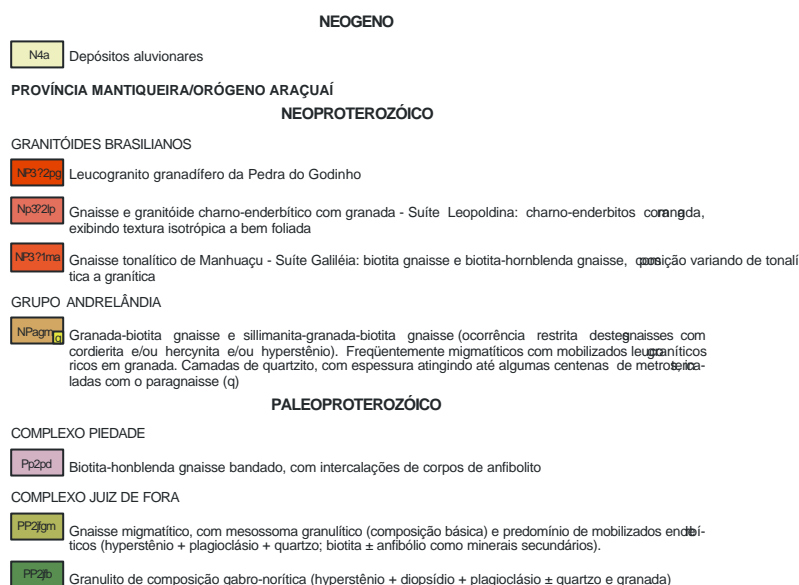 NEOGENO
N4a Depósitos aluvionares
PROVÍNCIA MANTIQUEIRA/ORÓGENO ARAÇUAÍ
NEOPROTEROZÓICO
GRANITÓIDES BRASILIANOS
NP3?2pg Leucogranito granadífero da Pedra do Godinho
Np3?2lp Gnaisse e granitóide charno-enderbítico com granada - Suíte Leopoldina: charno-enderbitos
exibindo textura isotrópica a bem foliada
NP3?1ma Gnaisse tonalítico de Manhuaçu - Suíte Galiléia: biotita gnaisse e biotita-hornblenda gnaisse, variando de tonalí
tica a granítica
GRUPO ANDRELÂNDIA
NPagm q Granada-biotita gnaisse e sillimanita-granada-biotita gnaisse (ocorrência restrita com
cordierita e/ou hercynita e/ou hyperstênio). Freqüentemente migmatíticos com mobilizados
ricos em granada. Camadas de quartzito, com espessura atingindo até algumas centenas de
ladas com o paragnaisse (q)
PALEOPROTEROZÓICO
COMPLEXO PIEDADE
Pp2pd Biotita-honblenda gnaisse bandado, com intercalações de corpos de anfibolito
COMPLEXO JUIZ DE FORA
PP2jfgm Gnaisse migmatítico, com mesossoma granulítico (composição básica) e predomínio de mobilizados
ticos (hyperstênio + plagioclásio + quartzo; biotita ± anfibólio como minerais secundários).
PP2jfb Granulito de composição gabro-norítica (hyperstênio + diopsídio + plagioclásio ± quartzo e granada)